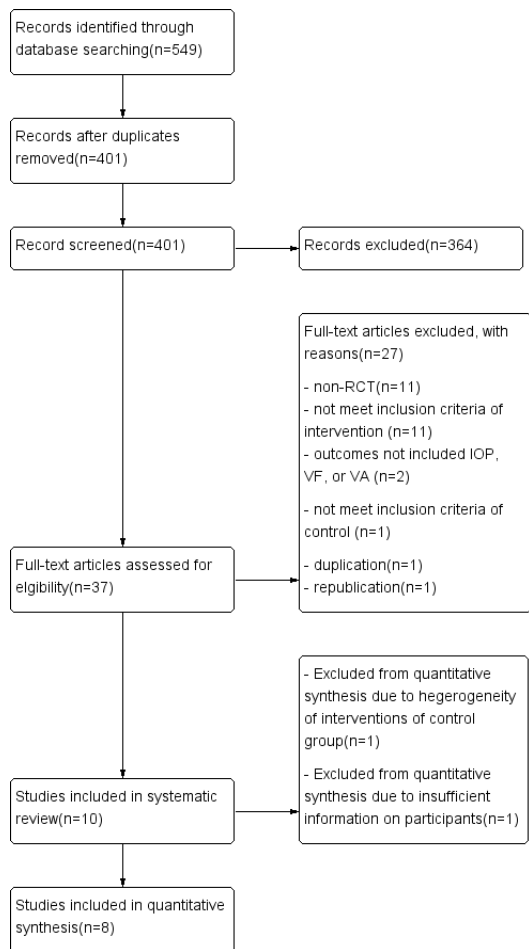 Records identified through
database searching(n=549)
Records after duplicates
removed(n=401)
Record screened(n=401)
Records excluded(n=364)
Full-text articles excluded, with
reasons(n=27)
- non-RCT(n=11)
- not meet inclusion criteria of
intervention (n=11)
- outcomes not included IOP,
VF, or VA (n=2)
- not meet inclusion criteria of
control (n=1)
- duplication(n=1)
- republication(n=1)
Full-text articles assessed for
elgibility(n=37)
- Excluded from quantitative
synthesis due to hegerogeneity
of interventions of control
group(n=1)
- Excluded from quantitative
synthesis due to insufficient
information on participants(n=1)
Studies included in systematic
review(n=10)
Studies included in quantitative
synthesis(n=8)